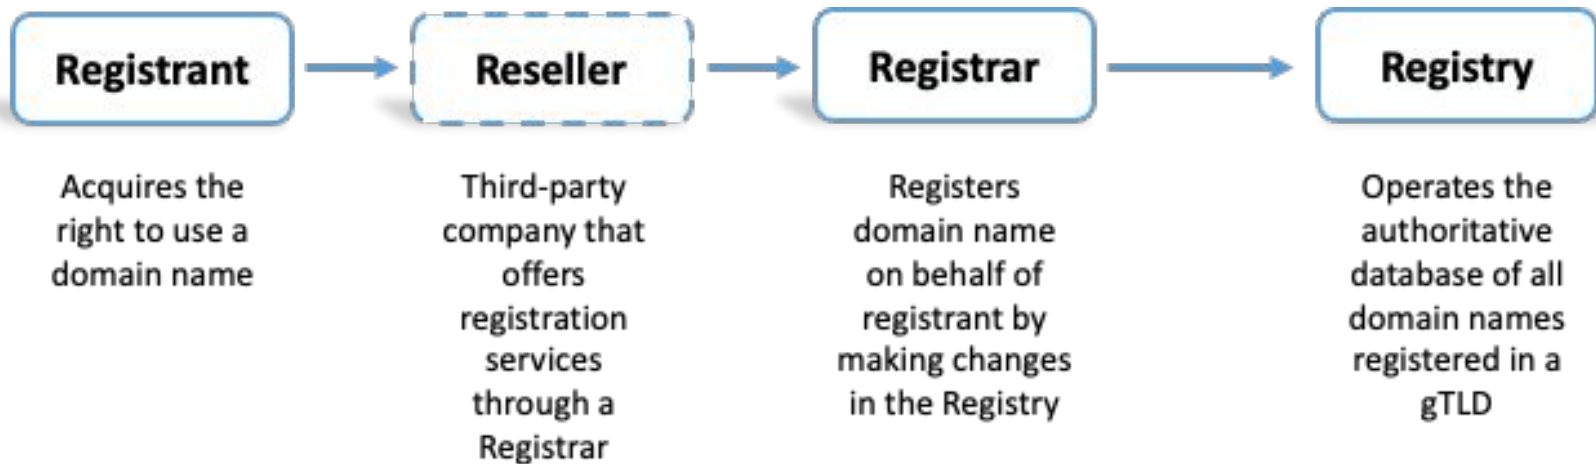 Registrant
Reseller
Registrar
Registry
Acquires the
right to use a
domain name
Third-party
company that
offers
registration
services
through a
Registrar
Registers
domain name
on behalf of
registrant by
making changes
in the Registry
Operates the
authoritative
database of all
domain names
registered in a
gTLD